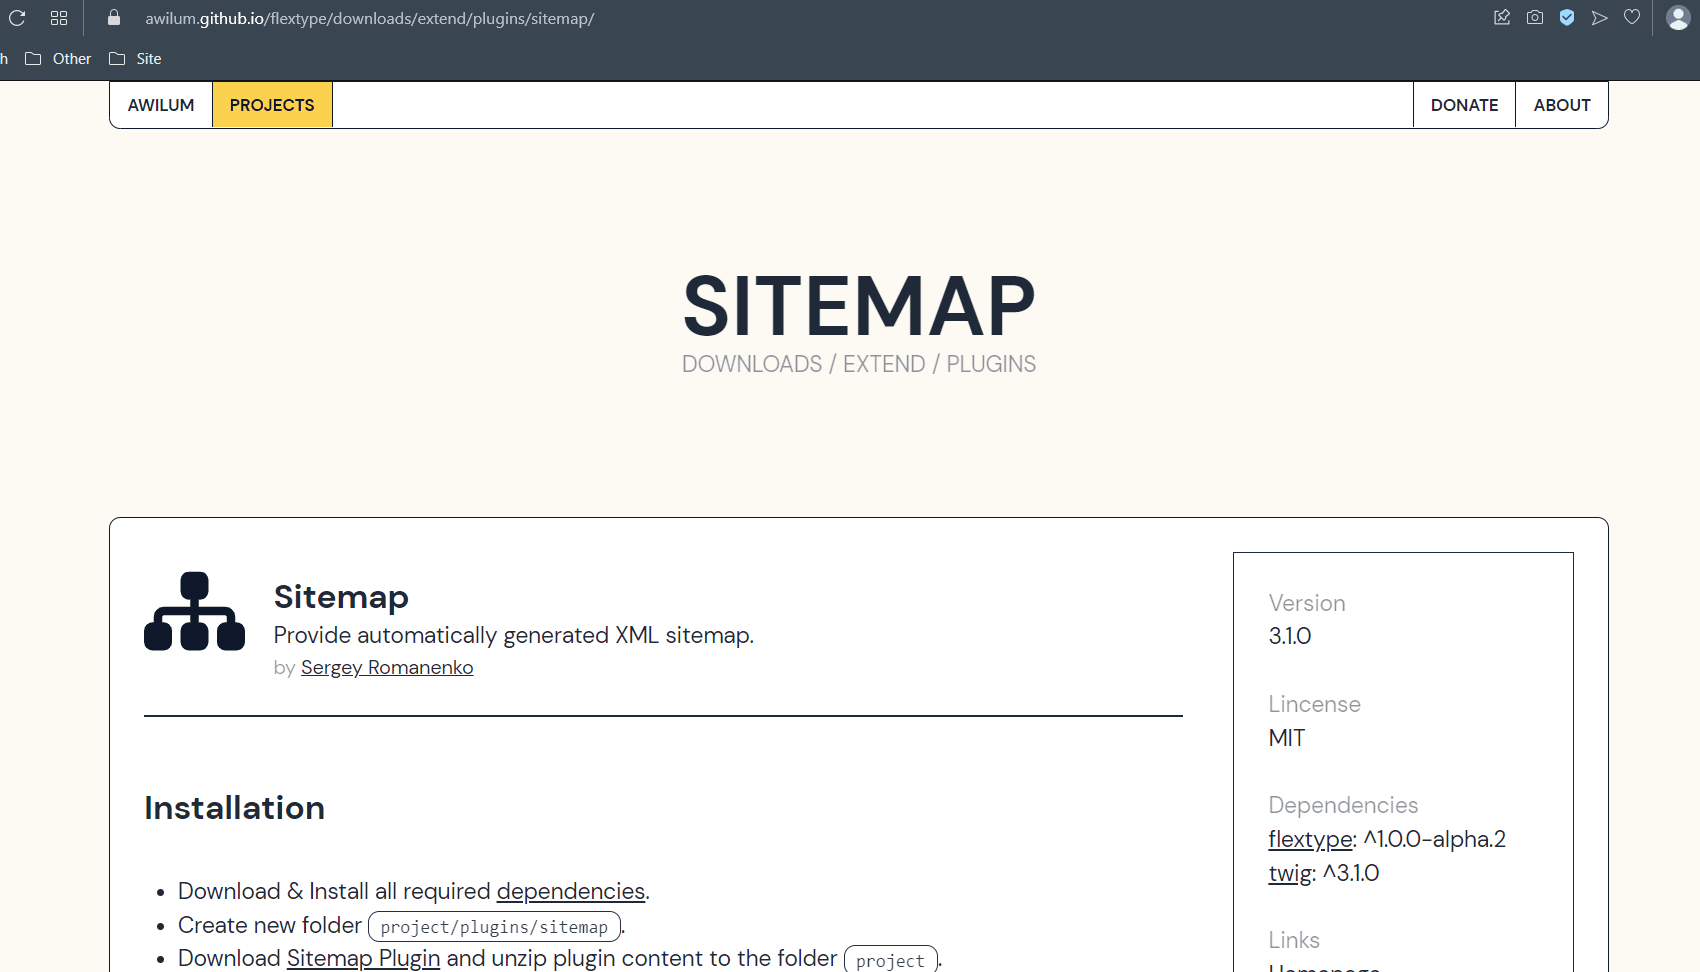 awilum.github.io/flextype/downloads/extend/plugins/sitemap/
h Other Site
AWILUM PROJECTS DONATE ABOUT
SITEMAP
DOWNLOADS / EXTEND / PLUGINS
Sitemap
Provide automatically generated XML sitemap.
by Sergey Romanenko
Installation
• Download & Install all required dependencies.
• Create new folder project/plugins/sitemap.
• Download Sitemap Plugin and unzip plugin content to the folder project.
Version
3.1.0
Lincense
MIT
Dependencies
flextype: ^1.0.0-alpha.2
twig: ^3.1.0
Links
Homepage